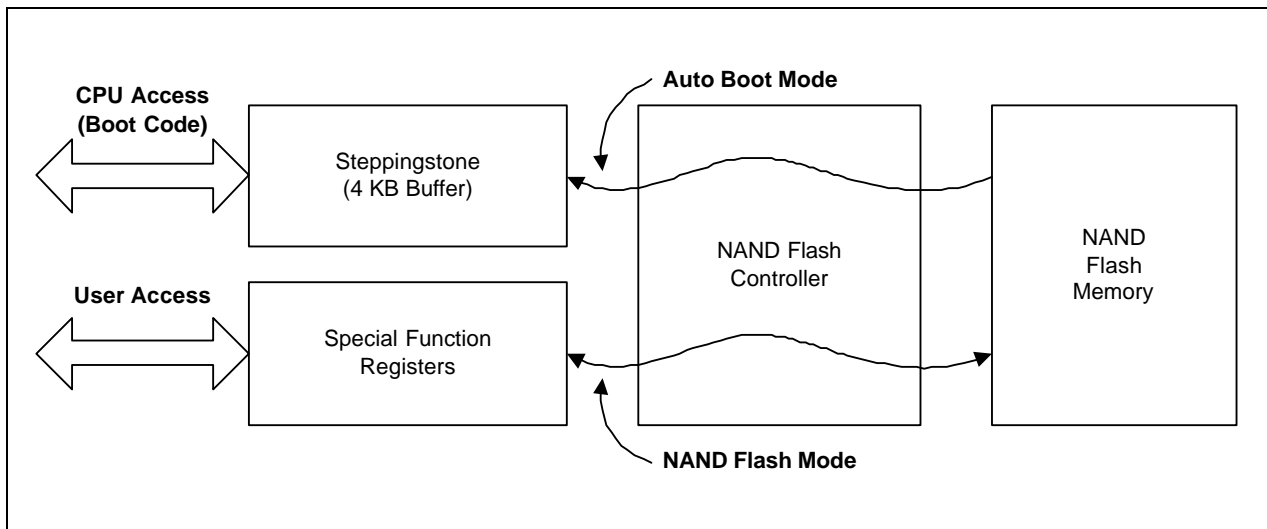 Auto Boot Mode
CPU Access
(Boot Code)
Steppingstone
(4 KB Buffer)
NAND Flash
Controller
NAND
Flash
Memory
User Access
Special Function
Registers
NAND Flash Mode